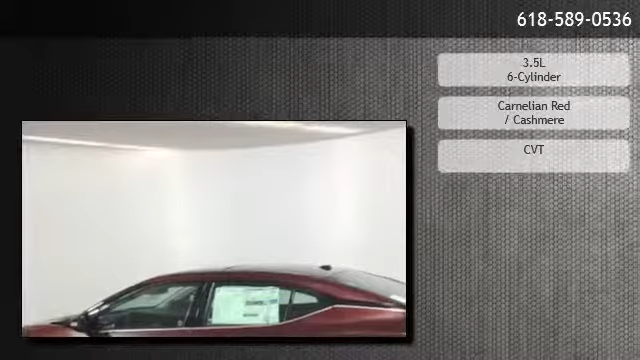 618-589-0536
3.5L
6-Cylinder
Carnelian Red
/ Cashmere
CVT